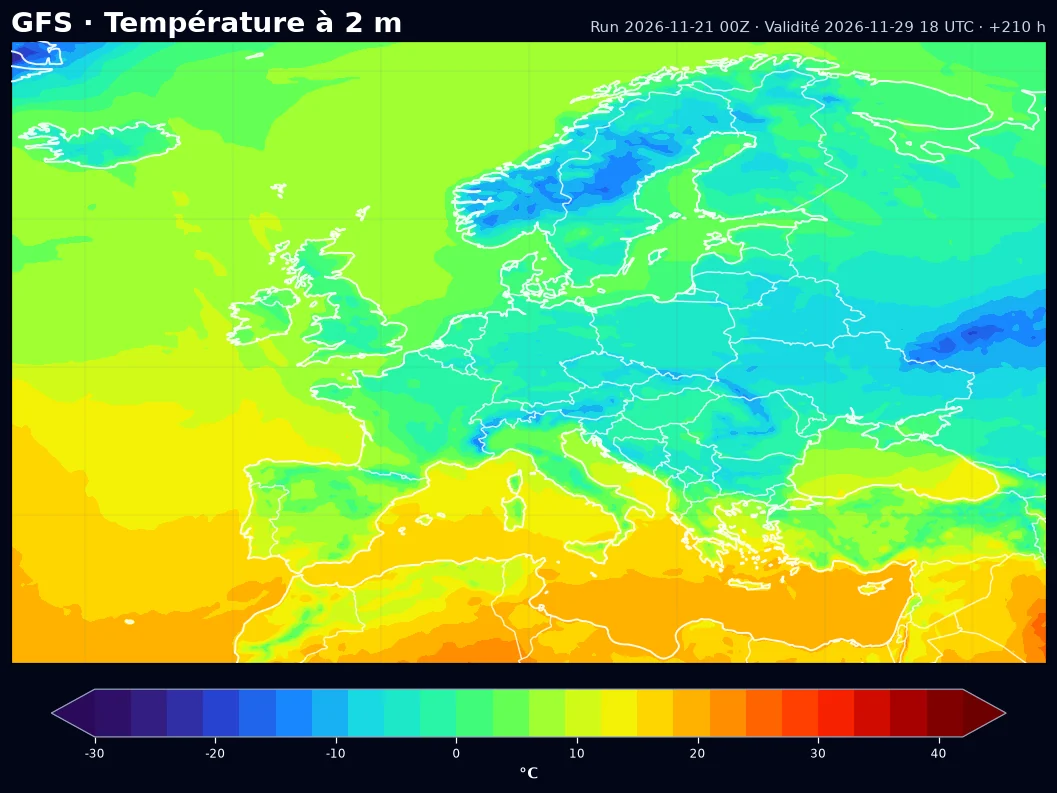 GFS · Température à 2 m
Run 2026-11-21 00Z · Validité 2026-11-29 18 UTC · +210 h
-30 -20 -10 0 10 20 30 40
°C